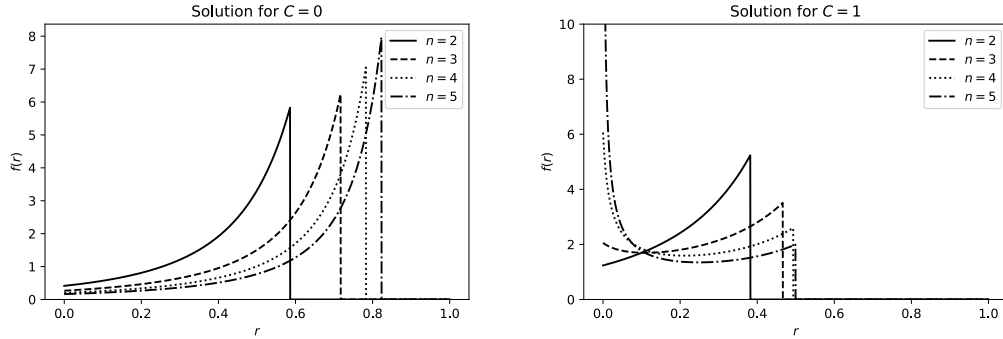 Solution for C = 0
f(r)
8
7
6
5
4
3
2
1
0
0.0 0.2 0.4 0.6 0.8 1.0
r
n = 2
n = 3
n = 4
n = 5
Solution for C = 1
f(r)
10
8
6
4
2
0
0.0 0.2 0.4 0.6 0.8 1.0
r
n = 2
n = 3
n = 4
n = 5